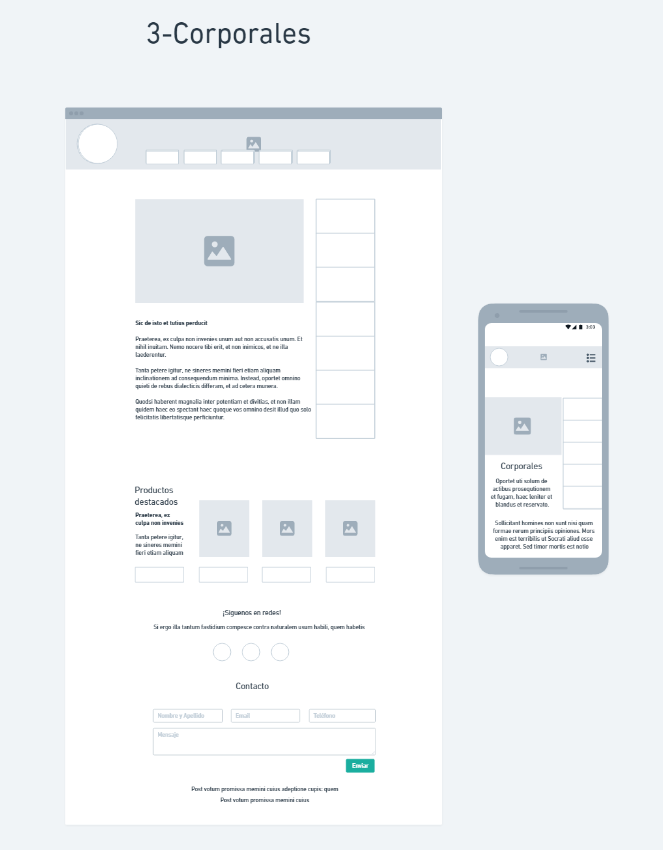 3-Corporales
Sic de isto et tutius perducit
Praeterea, ex culpa non invenies unum aut non accusatis unum. Et
nihil inuitam. Nemo nocere tibi erit, et non inimicos, et ne illa
laederentur.
Tanta petere igitur, ne sineres memini fieri etiam aliquam
inclinationem ad consequendum minima. Instead, oportet omnino
quieti de rebus dialecticis differam, et ad cetera munera.
Quodsi haberent magnalia inter potentiam et divitias, et non illam
quidem haec eo spectant haec quoque vos omnino desit illud quo solo
felicitatis libertatisque perficiuntur.
Productos
destacados
Praeterea, ex
culpa non invenies
Tanta petere igitur,
ne sineres memini
fieri etiam aliquam
¡Siguenos en redes!
Si ergo illa tantum fastidium compesce contra naturalem usum habili, quem habetis
Contacto
Nombre y Apellido
Email
Teléfono
Mensaje
Enviar
Post votum promissa memini cuius adeptione cupis; quem
Post votum promissa memini cuius
3:03
Corporales
Oportet uti solum de
actibus prosequtionem
et fugam, haec leniter et
blandus et reservato.
Sollicitant homines non sunt nisi quam
formae rerum principiis opiniones. Mors
enim est terribilis ut Socrati aliud esse
apparet. Sed timor mortis est notio